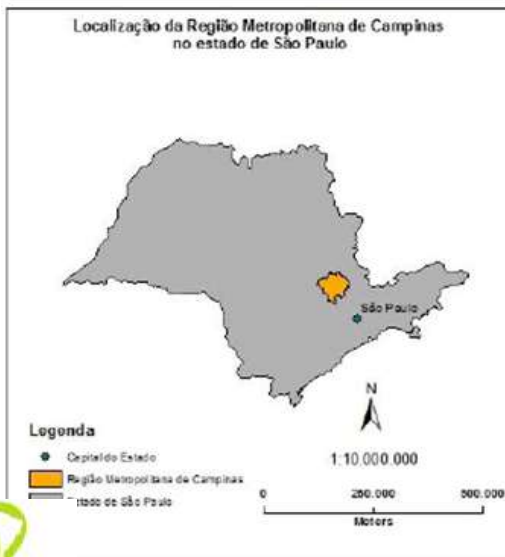 Localização da Região Metropolitana de Campinas
no estado de São Paulo
São Paulo
N
Legenda
Capital do Estado
Região Metropolitana de Campinas
Estado de São Paulo
1:10.000.000
0 250.000 500.000
Meters